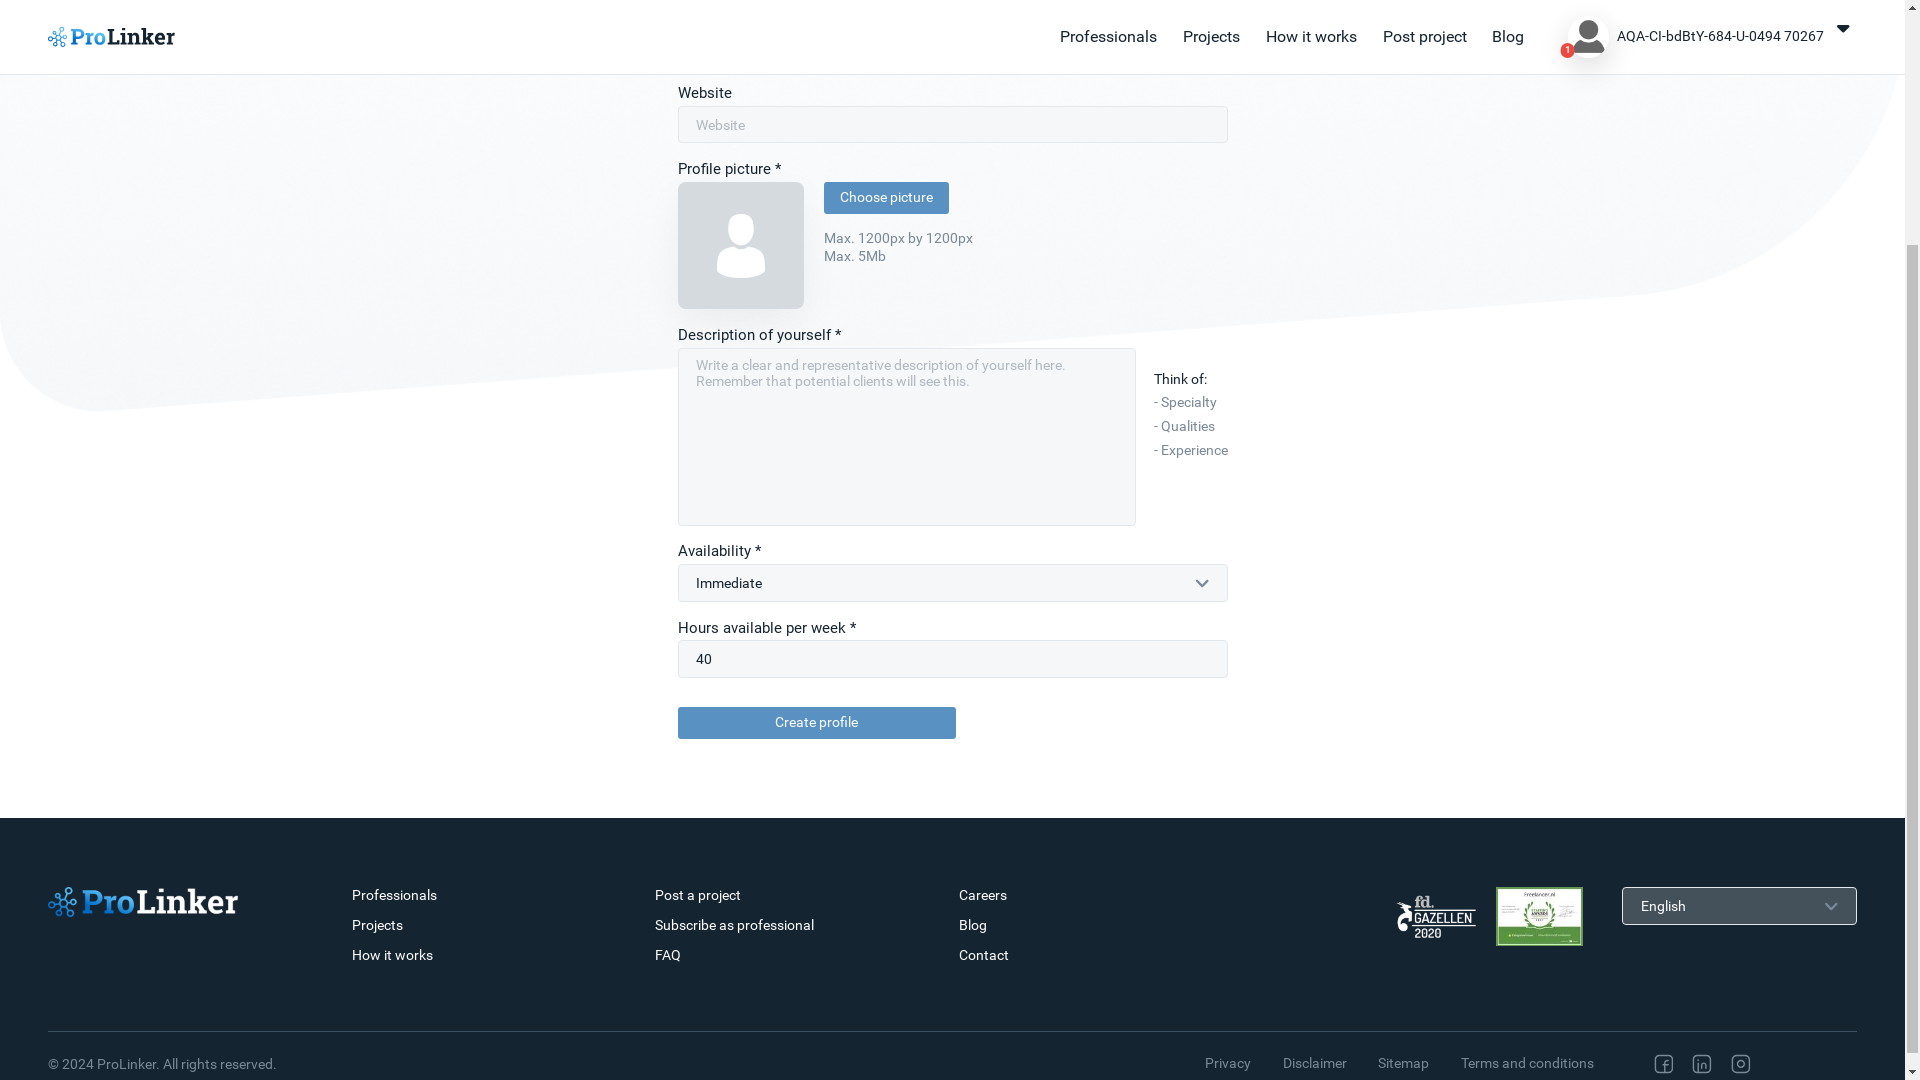 ProLinker
Professionals
Projects
How it works
Post project
Blog
1
AQA-CI-bdBtY-684-U-0494 70267
Website
Website
Profile picture *
Choose picture
Max. 1200px by 1200px
Max. 5Mb
Description of yourself *
Write a clear and representative description of yourself here.
Remember that potential clients will see this.
Think of:
- Specialty
- Qualities
- Experience
Availability *
Immediate
Hours available per week *
40
Create profile
ProLinker
Professionals
Projects
How it works
Post a project
Subscribe as professional
FAQ
Careers
Blog
Contact
fd.
GAZELLEN
2020
Freelancer.nl
English
© 2024 ProLinker. All rights reserved.
Privacy
Disclaimer
Sitemap
Terms and conditions